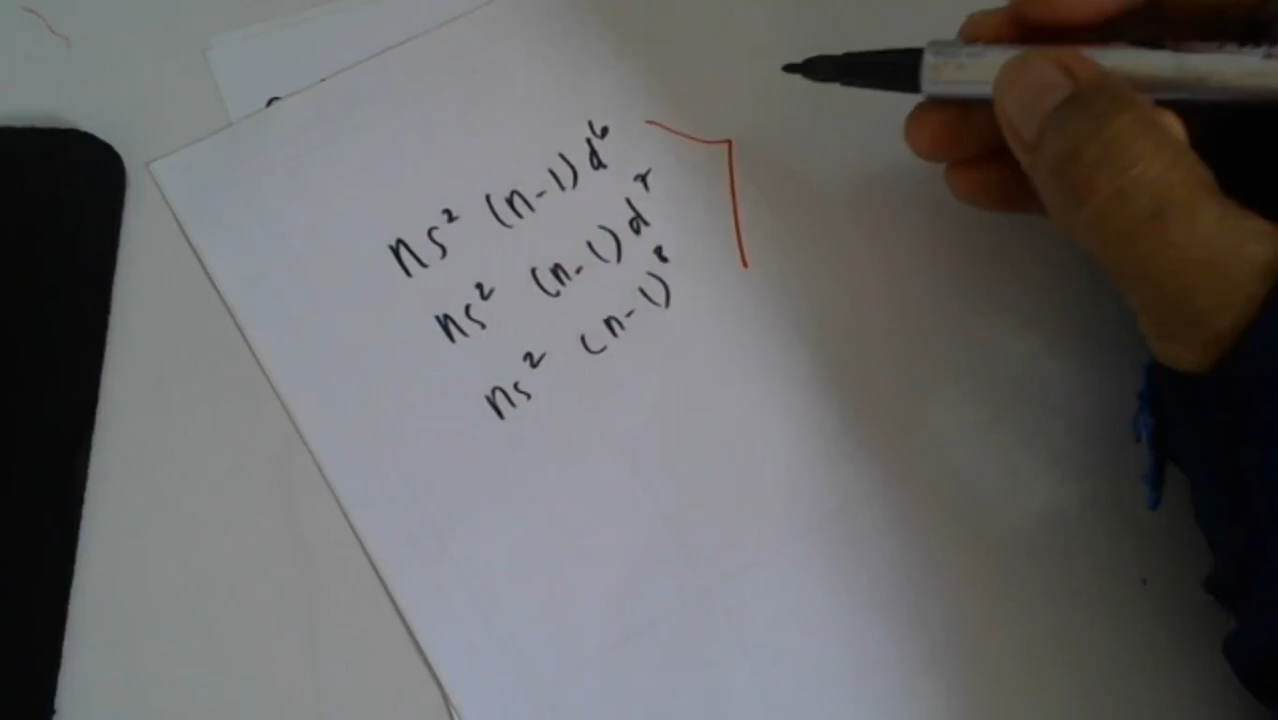 ns² (n-1)d⁶
ns² (n-1)d⁷
ns² (n-1)⁸